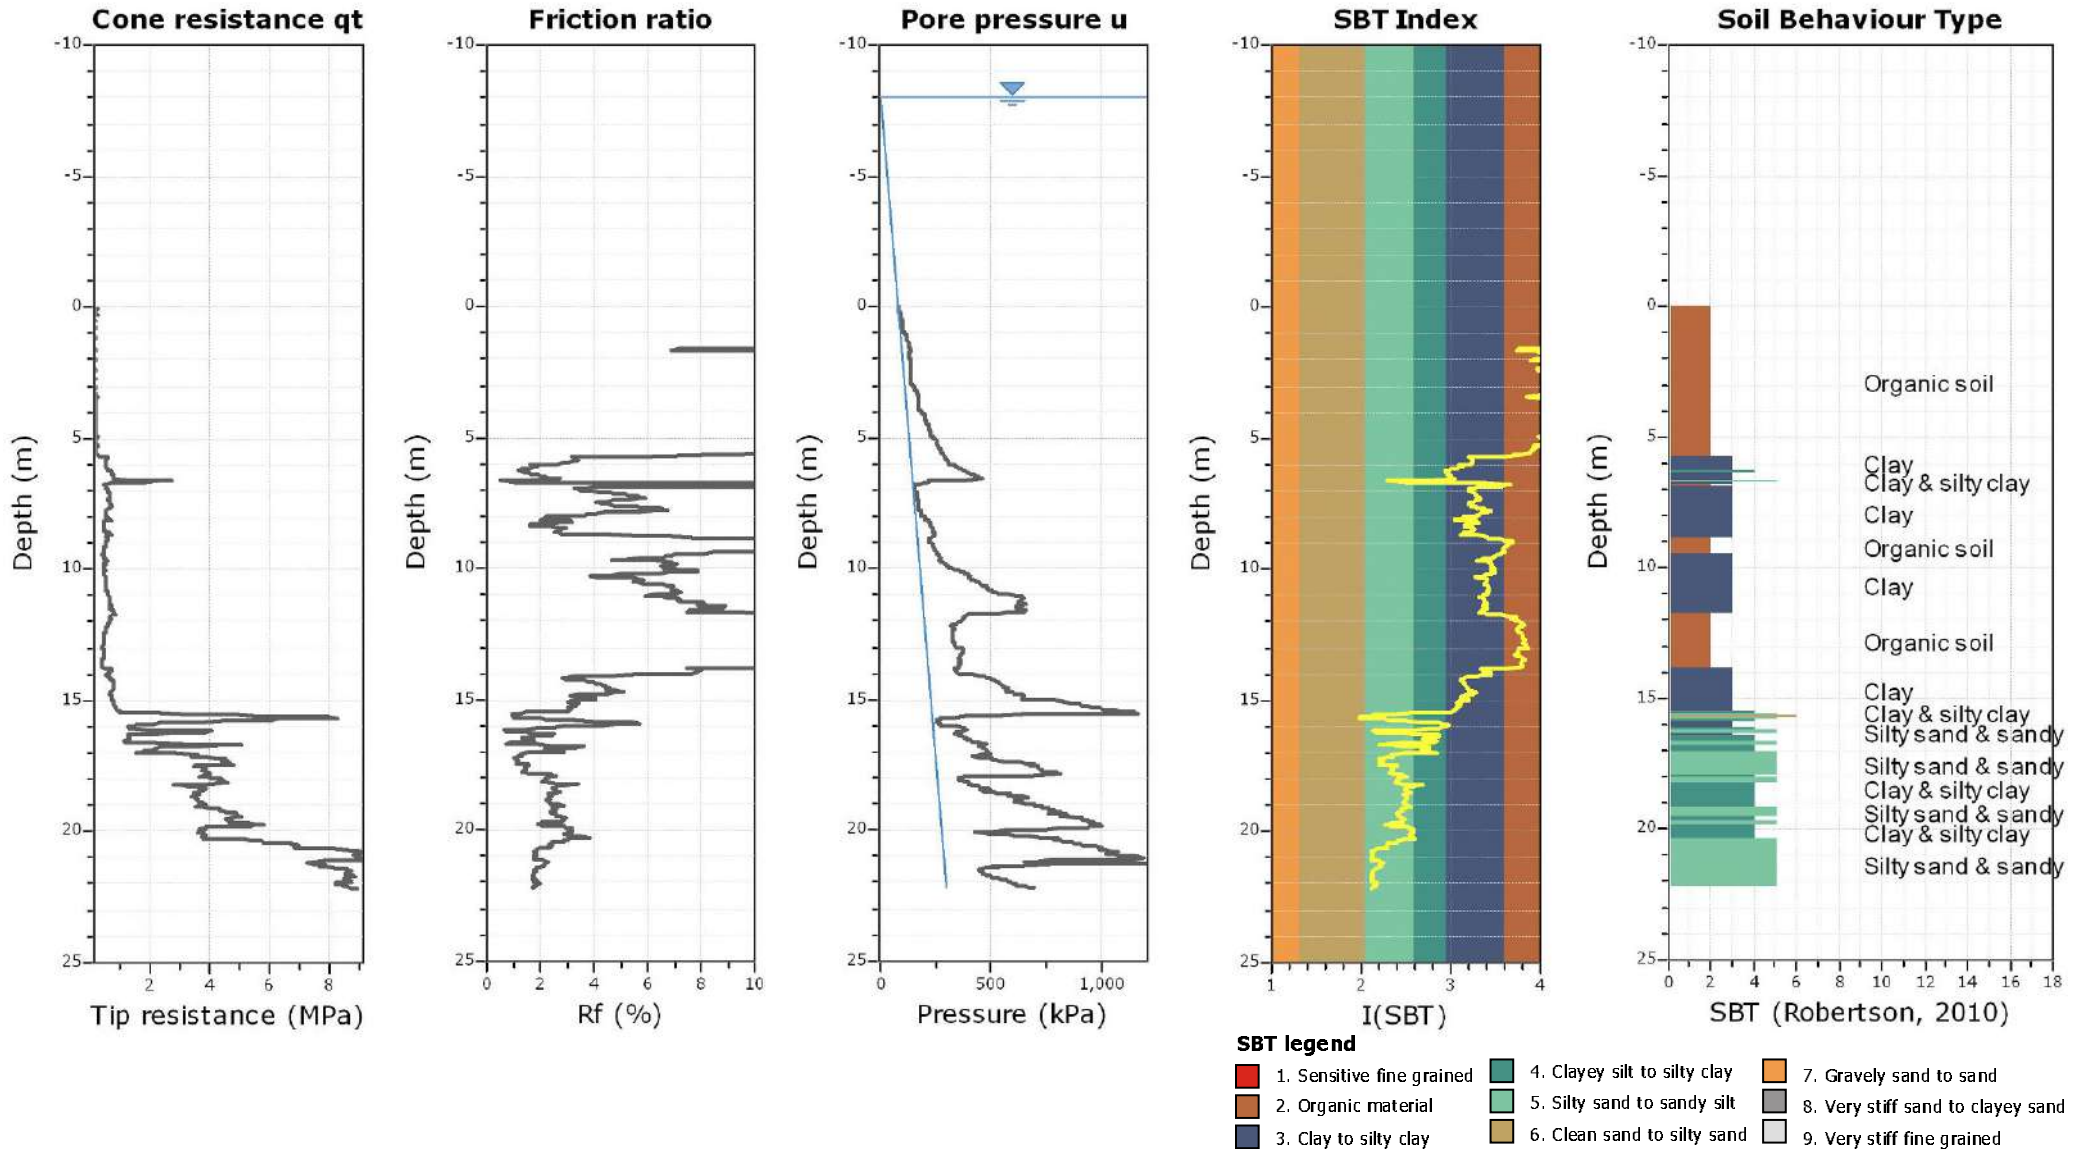 Cone resistance qt
-10
-5
0
5
10
15
20
25
2 4 6 8
Depth (m)
Tip resistance (MPa)
Friction ratio
-10
-5
0
5
10
15
20
25
0 2 4 6 8 10
Depth (m)
Rf (%)
Pore pressure u
-10
-5
0
5
10
15
20
25
0 500 1,000
Depth (m)
Pressure (kPa)
SBT Index
-10
-5
0
5
10
15
20
25
1 2 3 4
Depth (m)
I(SBT)
Soil Behaviour Type
-10
-5
0
5
10
15
20
25
0 2 4 6 8 10 12 14 16 18
Depth (m)
SBT (Robertson, 2010)
Organic soil
Clay
Clay & silty clay
Clay
Organic soil
Clay
Organic soil
Clay
Clay & silty clay
Silty sand & sandy
Silty sand & sandy
Clay & silty clay
Silty sand & sandy
Clay & silty clay
Silty sand & sandy
SBT legend
1. Sensitive fine grained
2. Organic material
3. Clay to silty clay
4. Clayey silt to silty clay
5. Silty sand to sandy silt
6. Clean sand to silty sand
7. Gravely sand to sand
8. Very stiff sand to clayey sand
9. Very stiff fine grained